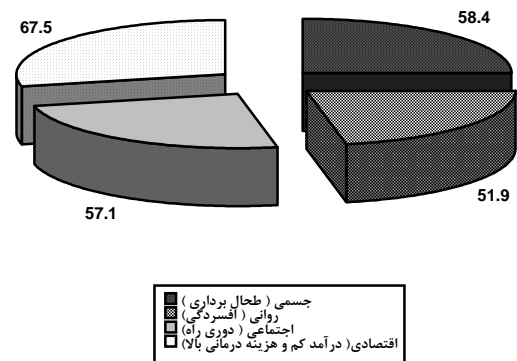 67.5
58.4
57.1
51.9
جسمی ( طحال برداری )
روانی ( افسردگی)
اجتماعی ( دوری راه)
اقتصادی( درآمد کم و هزینه درمانی بالا)